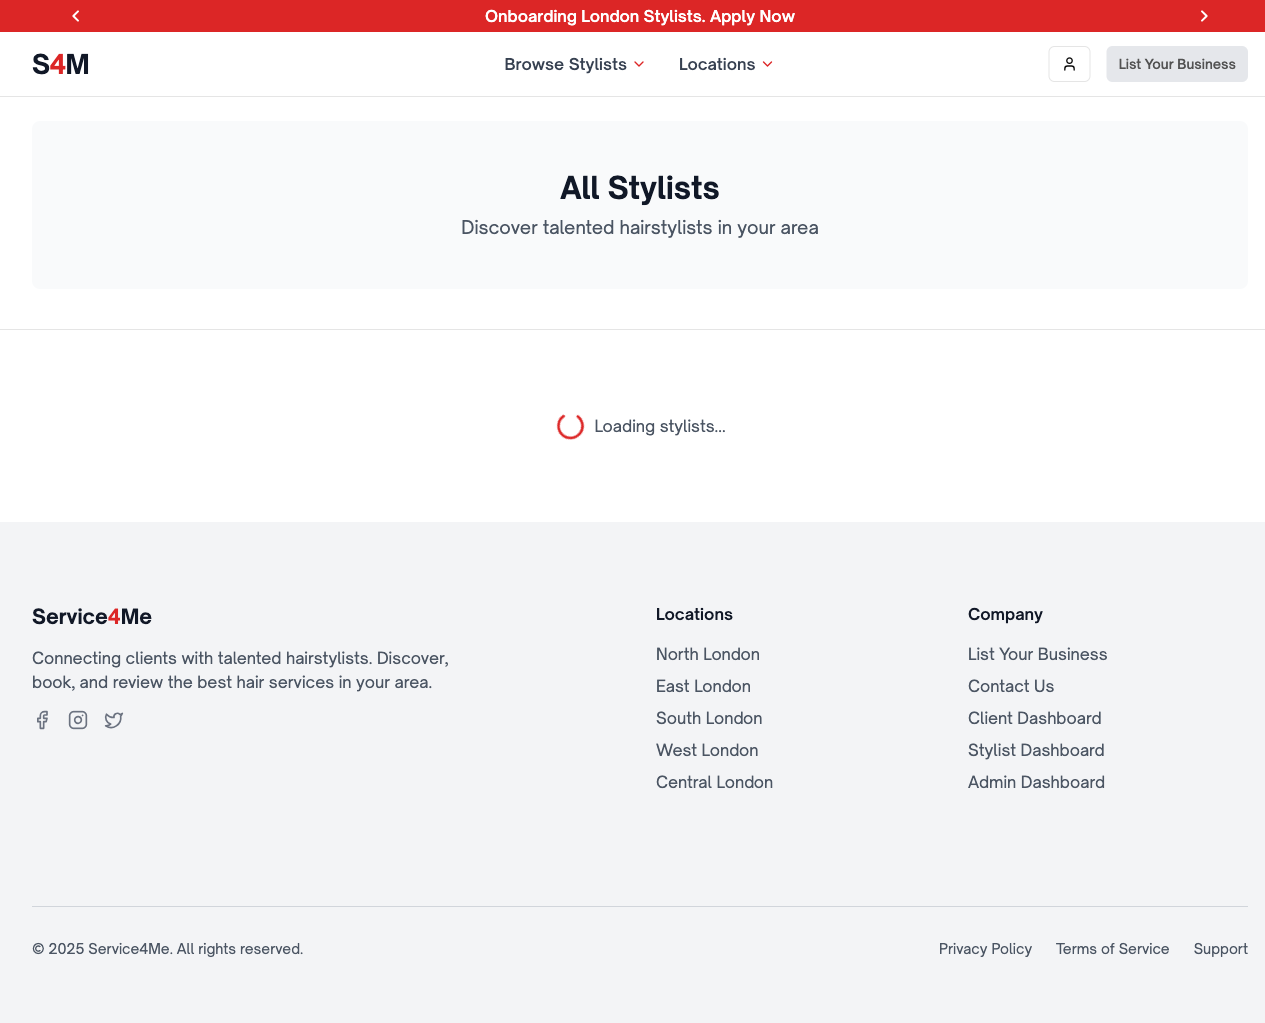 Onboarding London Stylists. Apply Now
S4M
Browse Stylists
Locations
List Your Business
All Stylists
Discover talented hairstylists in your area
Loading stylists...
Service4Me
Connecting clients with talented hairstylists. Discover,
book, and review the best hair services in your area.
Locations
North London
East London
South London
West London
Central London
Company
List Your Business
Contact Us
Client Dashboard
Stylist Dashboard
Admin Dashboard
© 2025 Service4Me. All rights reserved.
Privacy Policy
Terms of Service
Support